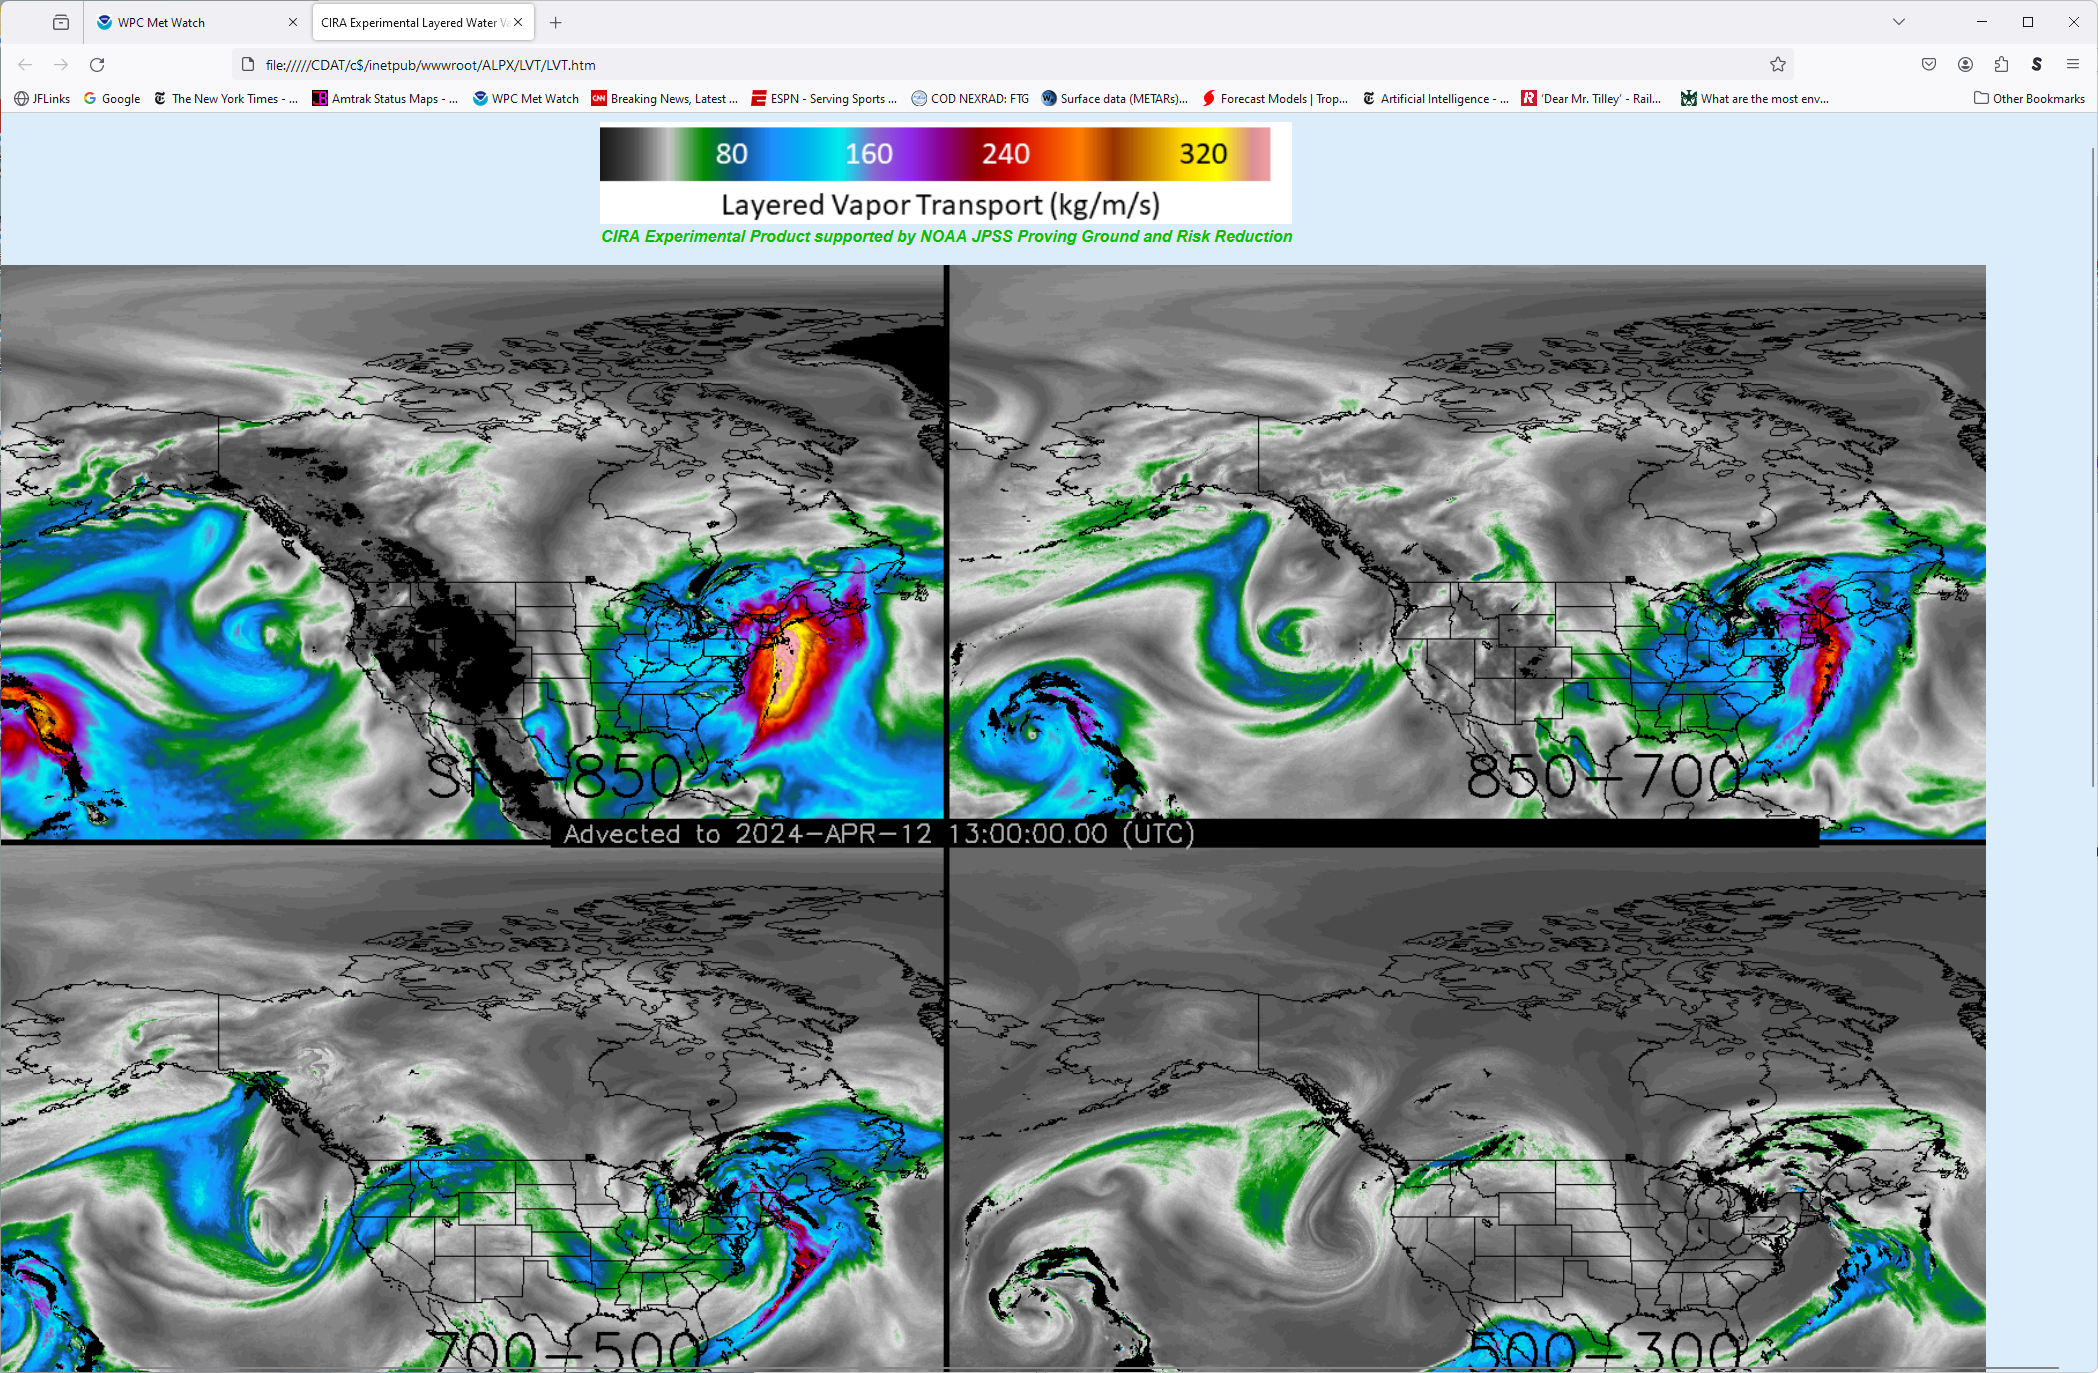 WPC Met Watch
CIRA Experimental Layered Water Va
file://///CDAT/c$/inetpub/wwwroot/ALPX/LVT/LVT.htm
JFLinks Google The New York Times - ... Amtrak Status Maps - ... WPC Met Watch CNN Breaking News, Latest ... ESPN - Serving Sports ... COD NEXRAD: FTG Surface data (METARs)... Forecast Models | Trop... Artificial Intelligence - ... 'Dear Mr. Tilley' - Rail... What are the most env... Other Bookmarks
80 160 240 320
Layered Vapor Transport (kg/m/s)
CIRA Experimental Product supported by NOAA JPSS Proving Ground and Risk Reduction
850-700
Advected to 2024-APR-12 13:00:00.00 (UTC)
700-500
500-300